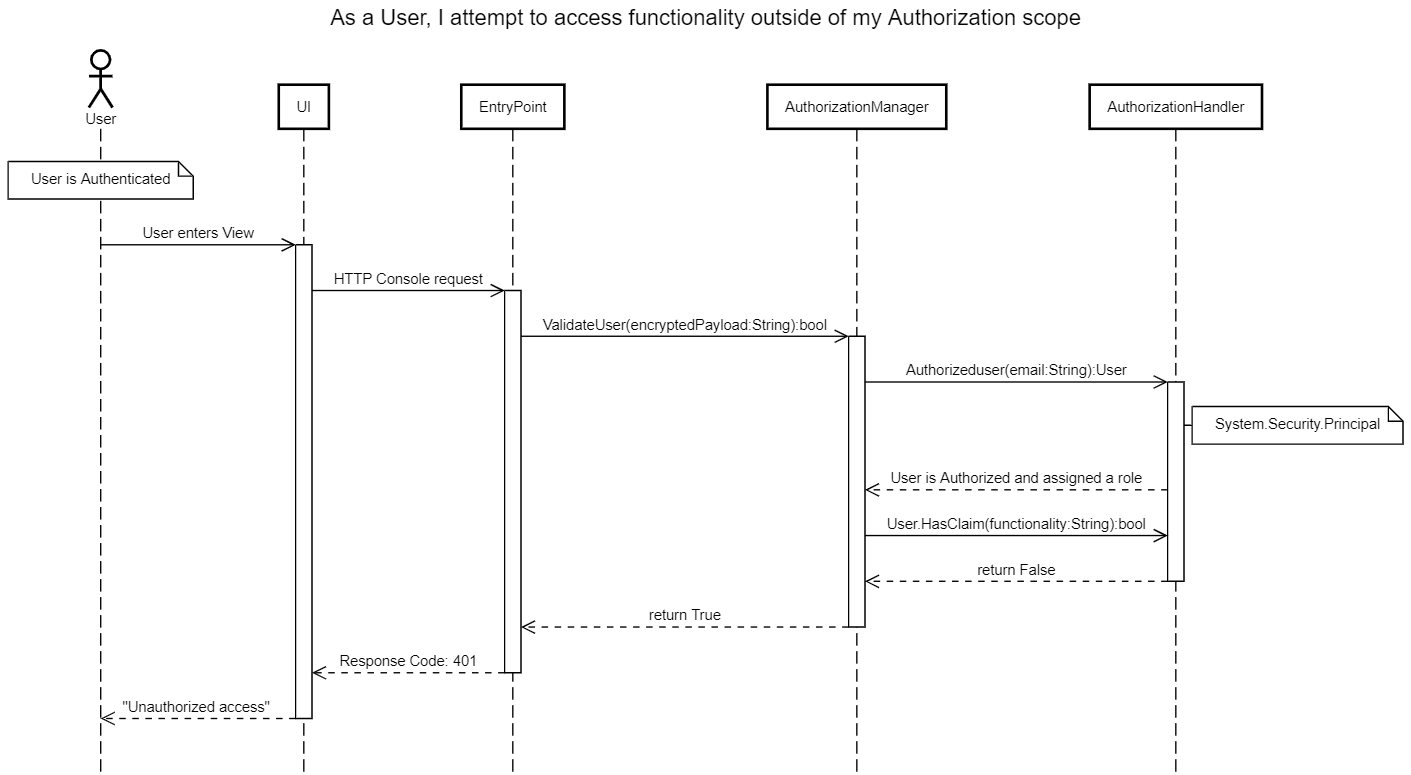 As a User, I attempt to access functionality outside of my Authorization scope
User
UI
EntryPoint
AuthorizationManager
AuthorizationHandler
User is Authenticated
User enters View
HTTP Console request
ValidateUser(encryptedPayload:String):bool
Authorizeduser(email:String):User
System.Security.Principal
User is Authorized and assigned a role
User.HasClaim(functionality:String):bool
return False
return True
Response Code: 401
"Unauthorized access"